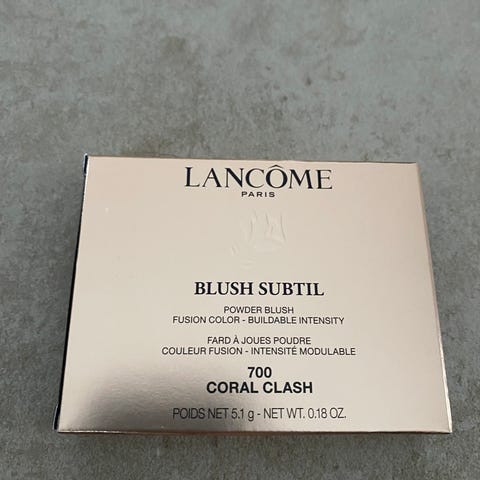 LANCÔME
PARIS
BLUSH SUBTIL
POWDER BLUSH
FUSION COLOR - BUILDABLE INTENSITY
FARD À JOUES POUDRE
COULEUR FUSION - INTENSITÉ MODULABLE
700
CORAL CLASH
POIDS NET 5.1 g - NET WT. 0.18 OZ.